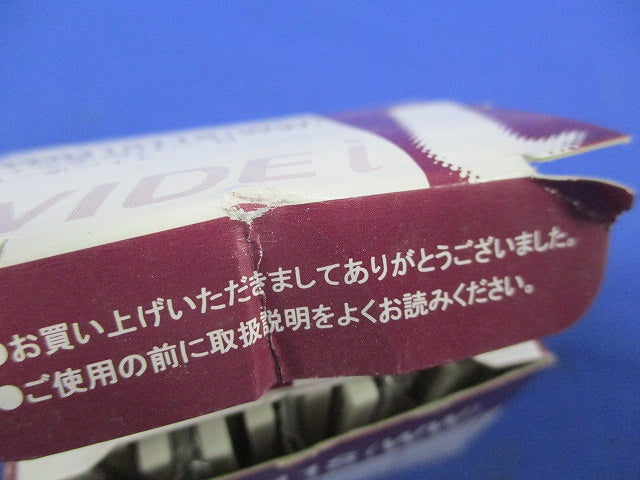 WIDE i
●お買い上げいただきましてありがとうございました。
●ご使用の前に取扱説明をよくお読みください。